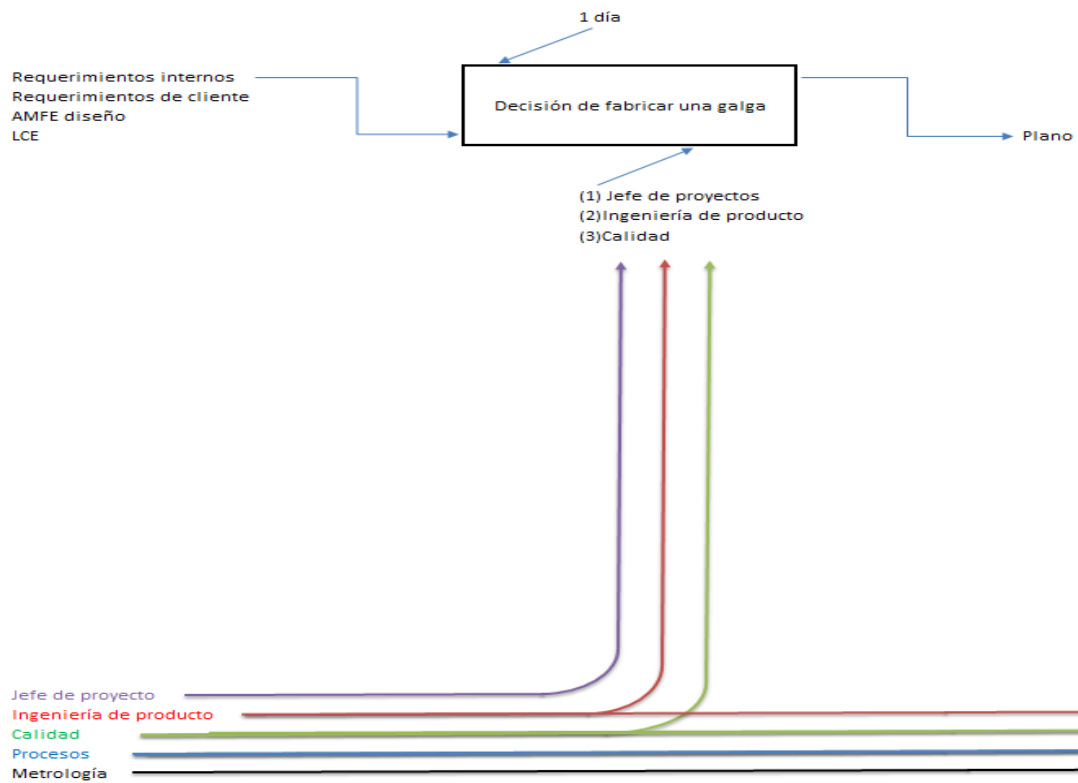 1 día
Requerimientos internos
Requerimientos de cliente
AMFE diseño
LCE
Decisión de fabricar una galga
Plano
(1) Jefe de proyectos
(2)Ingeniería de producto
(3)Calidad
Jefe de proyecto
Ingeniería de producto
Calidad
Procesos
Metrología